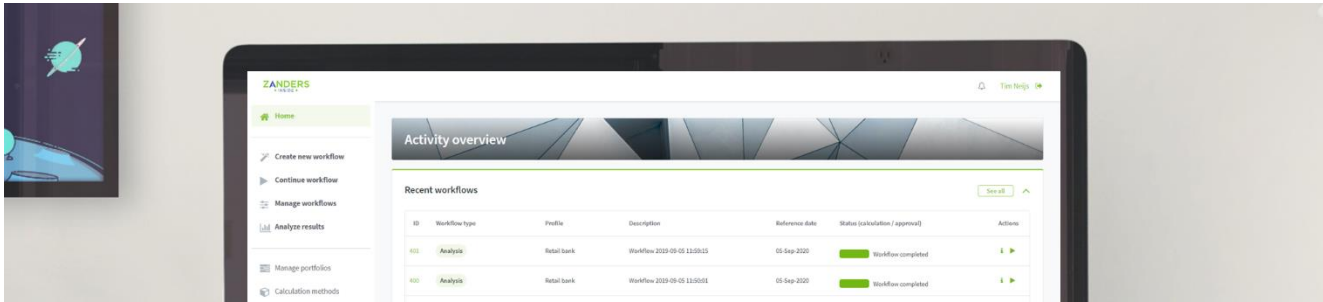 ZANDERS
Tim Neijs
Home
Activity overview
Create new workflow
Continue workflow
Manage workflows
Analyze results
Manage portfolios
Calculation methods
Recent workflows
See all
ID Workflow type Profile Description Reference date Status (calculation / approval) Actions
401 Analysis Retail bank Workflow 2019-09-05 11:50:15 05-Sep-2020 Workflow completed
400 Analysis Retail bank Workflow 2019-09-05 11:50:01 05-Sep-2020 Workflow completed